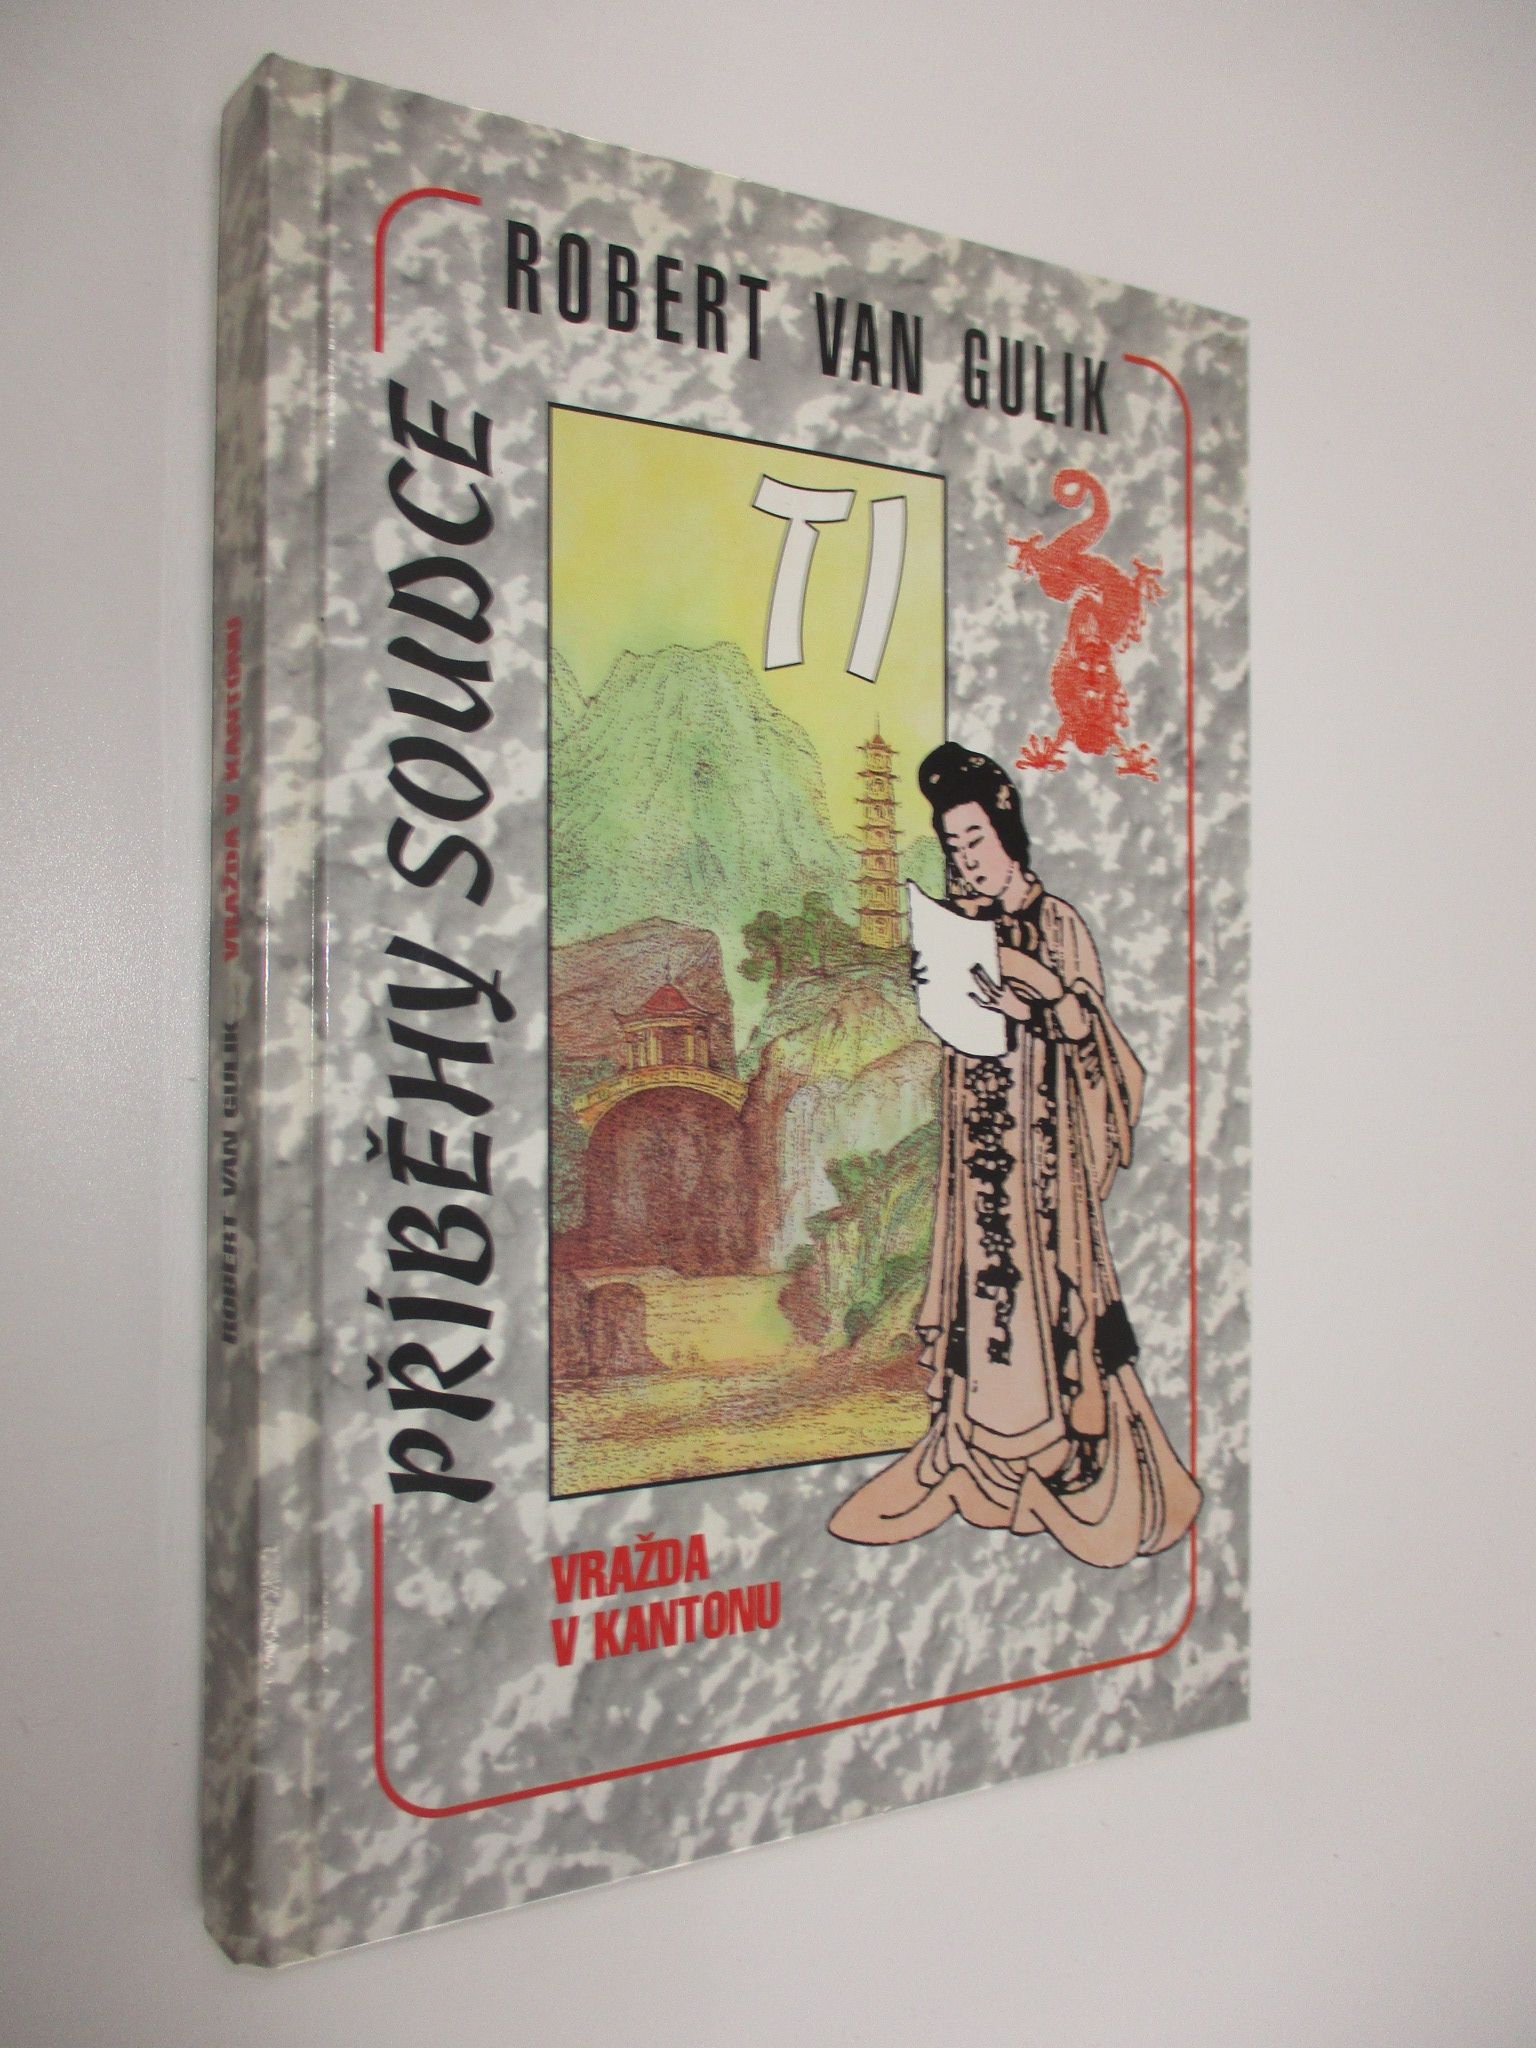 ROBERT VAN GULIK
PŘÍBĚHY SOUDCE
TI
VRAŽDA
V KANTONU
ROBERT VAN GULIK – VRAŽDA V KANTONU